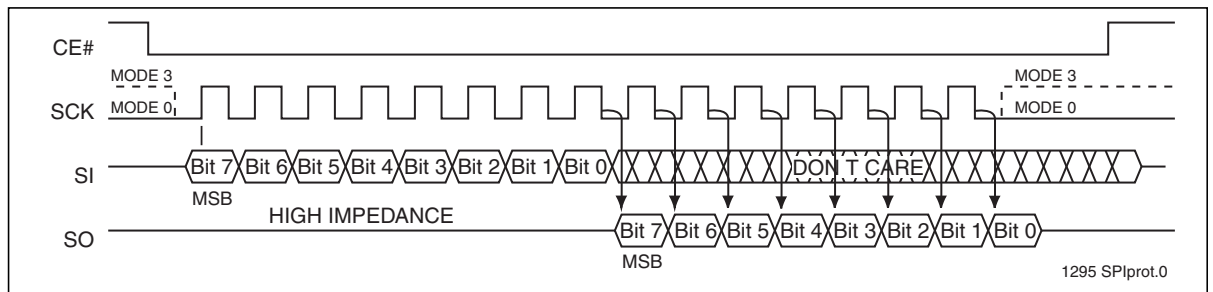 CE#
MODE 3
MODE 3
SCK
MODE 0
MODE 0
SI
Bit 7 Bit 6 Bit 5 Bit 4 Bit 3 Bit 2 Bit 1 Bit 0 DON T CARE
MSB
HIGH IMPEDANCE
SO
Bit 7 Bit 6 Bit 5 Bit 4 Bit 3 Bit 2 Bit 1 Bit 0
MSB
1295 SPIprot.0